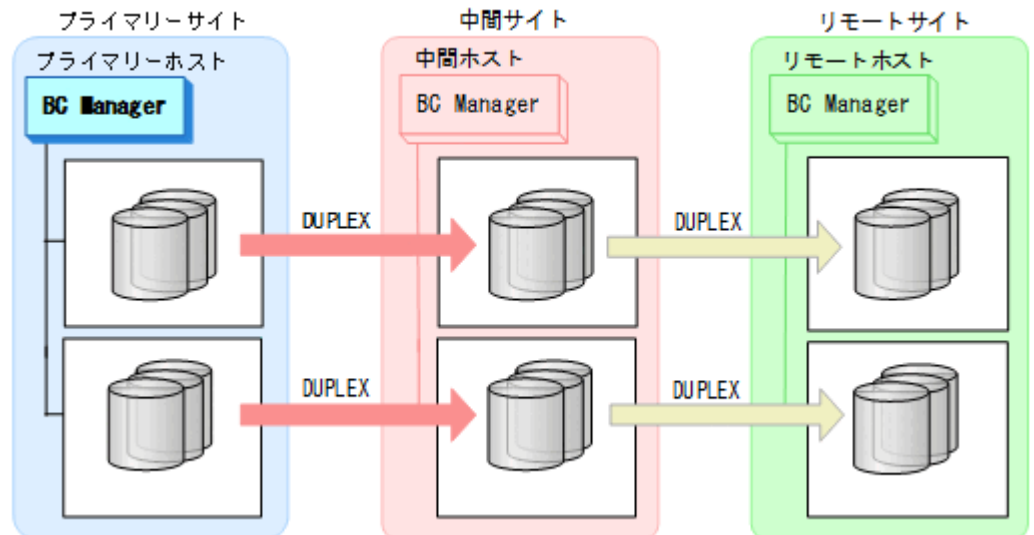 プライマリーサイト
中間サイト
リモートサイト
プライマリーホスト
中間ホスト
リモートホスト
BC Manager
BC Manager
BC Manager
DUPLEX
DUPLEX
DUPLEX
DUPLEX